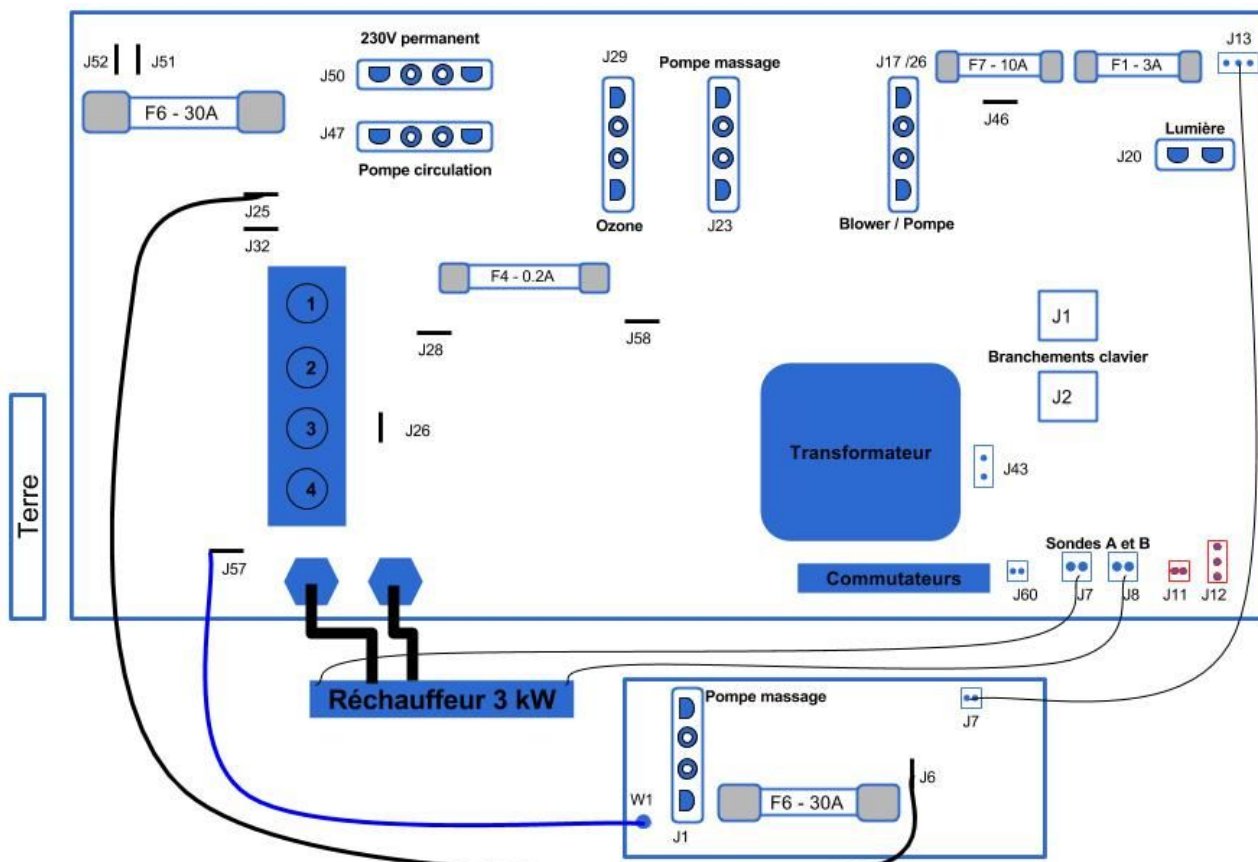 J52
J51
F6 - 30A
230V permanent
J50
J47
Pompe circulation
J29
Ozone
Pompe massage
J23
J17 /26
Blower / Pompe
F7 - 10A
J46
F1 - 3A
J13
Lumière
J20
J25
J32
F4 - 0.2A
J28
J58
1
2
3
4
J26
J1
Branchements clavier
J2
Transformateur
J43
Terre
J57
Sondes A et B
Commutateurs
J60
J7
J8
J11
J12
Réchauffeur 3 kW
Pompe massage
J7
J6
W1
F6 - 30A
J1